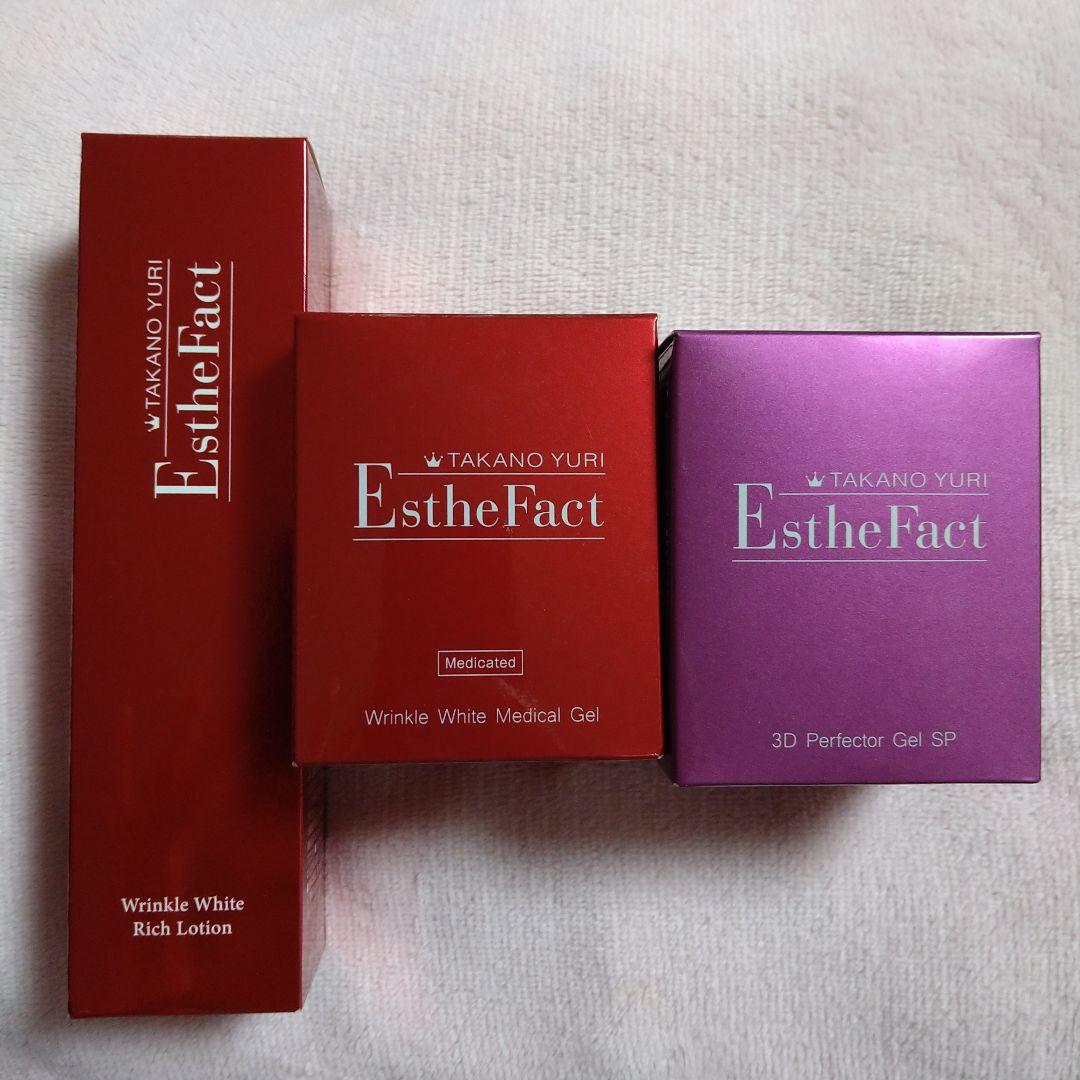 TAKANO YURI
EstheFact
Wrinkle White
Rich Lotion
TAKANO YURI
EstheFact
Medicated
Wrinkle White Medical Gel
TAKANO YURI
EstheFact
3D Perfector Gel SP